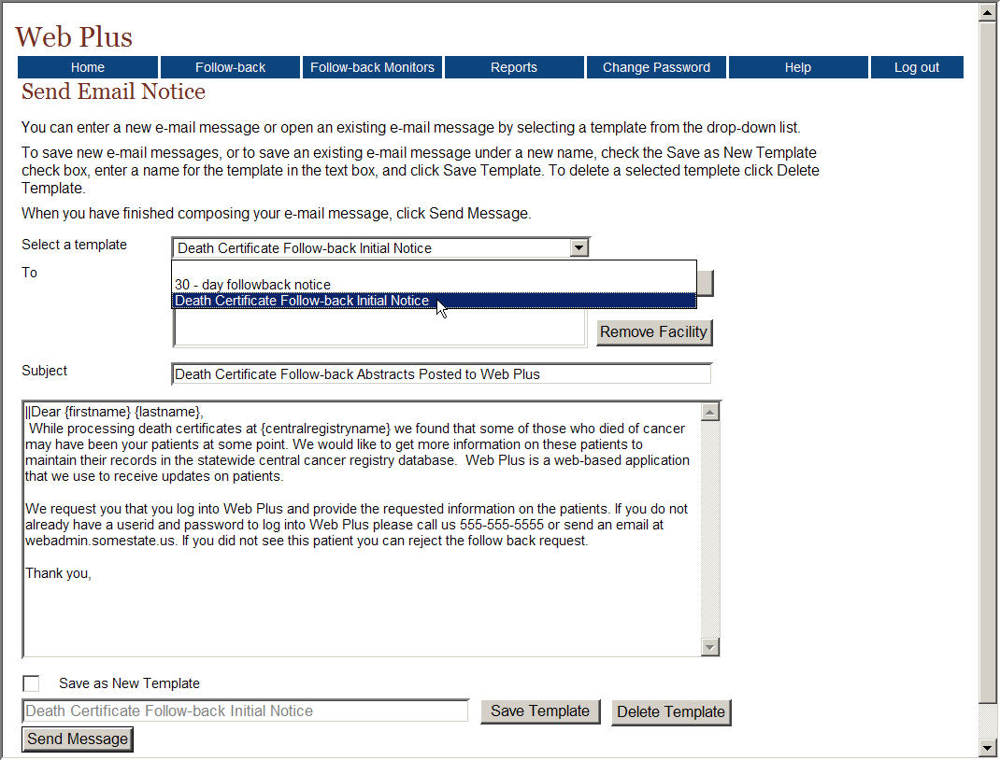 Web Plus
Home Follow-back Follow-back Monitors Reports Change Password Help Log out
Send Email Notice
You can enter a new e-mail message or open an existing e-mail message by selecting a template from the drop-down list.
To save new e-mail messages, or to save an existing e-mail message under a new name, check the Save as New Template
check box, enter a name for the template in the text box, and click Save Template. To delete a selected templete click Delete
Template.
When you have finished composing your e-mail message, click Send Message.
Select a template Death Certificate Follow-back Initial Notice
To
30 - day followback notice
Death Certificate Follow-back Initial Notice
Remove Facility
Subject Death Certificate Follow-back Abstracts Posted to Web Plus
||Dear {firstname} {lastname},
While processing death certificates at {centralregistryname} we found that some of those who died of cancer
may have been your patients at some point. We would like to get more information on these patients to
maintain their records in the statewide central cancer registry database.  Web Plus is a web-based application
that we use to receive updates on patients.
We request you that you log into Web Plus and provide the requested information on the patients. If you do not
already have a userid and password to log into Web Plus please call us 555-555-5555 or send an email at
webadmin.somestate.us. If you did not see this patient you can reject the follow back request.
Thank you,
Save as New Template
Death Certificate Follow-back Initial Notice Save Template Delete Template
Send Message